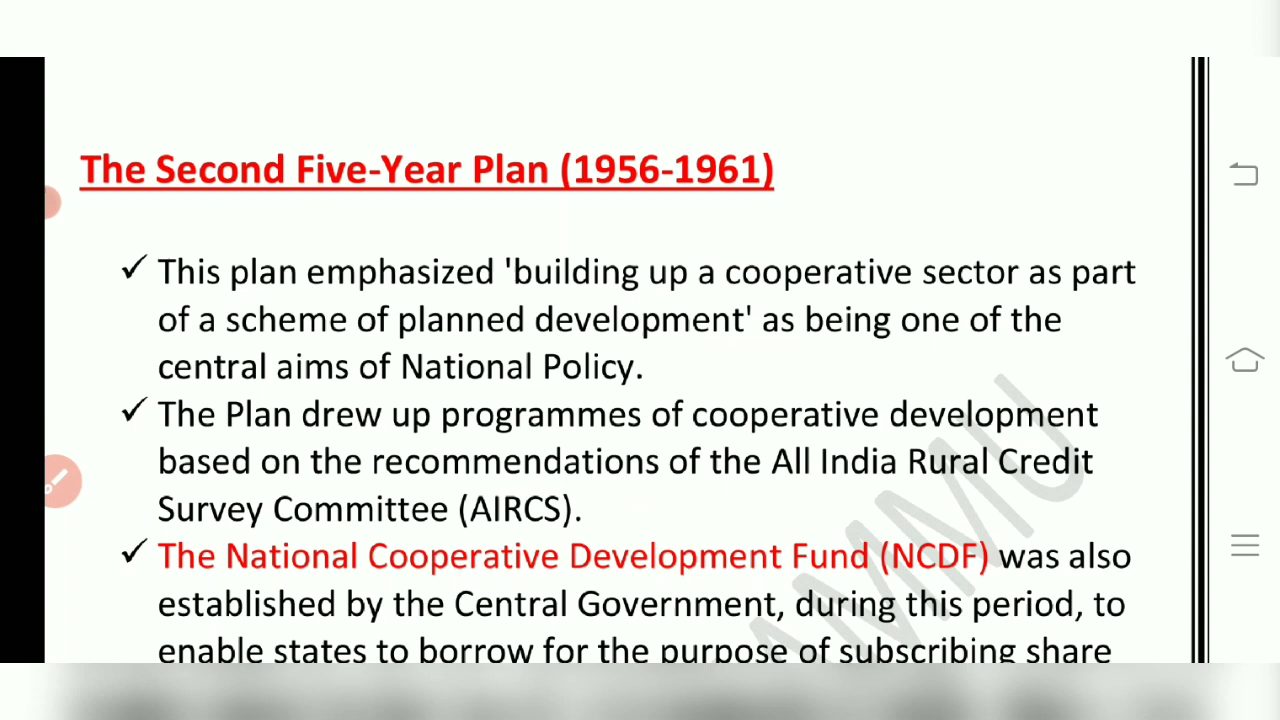 The Second Five-Year Plan (1956-1961)
✓ This plan emphasized 'building up a cooperative sector as part
of a scheme of planned development' as being one of the
central aims of National Policy.
✓ The Plan drew up programmes of cooperative development
based on the recommendations of the All India Rural Credit
Survey Committee (AIRCS).
✓ The National Cooperative Development Fund (NCDF) was also
established by the Central Government, during this period, to
enable states to borrow for the purpose of subscribing share